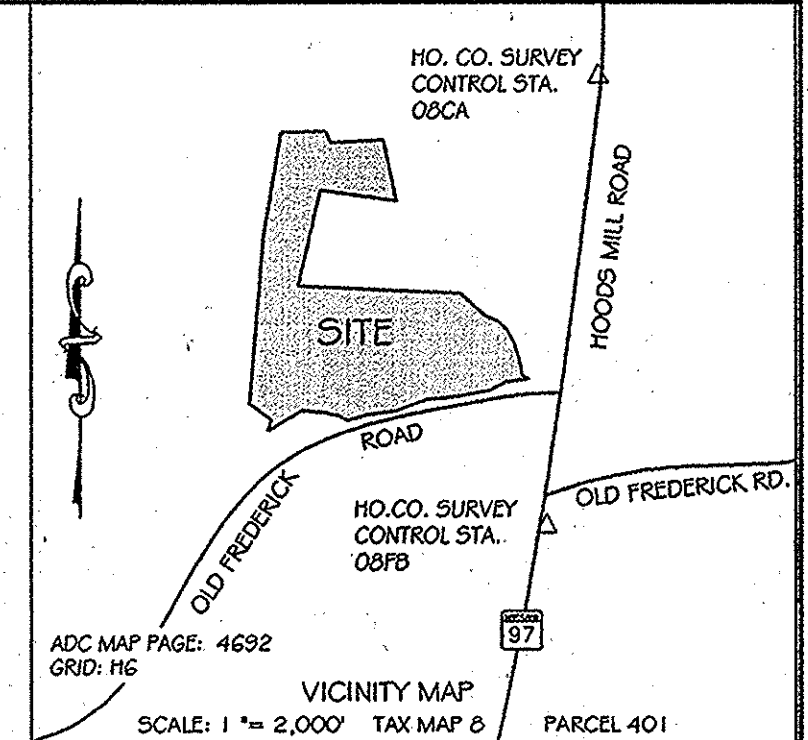 HO. CO. SURVEY
CONTROL STA.
08CA
HOODS MILL ROAD
SITE
ROAD
OLD FREDERICK
OLD FREDERICK RD.
HO.CO. SURVEY
CONTROL STA.
08FB
97
ADC MAP PAGE: 4692
GRID: H6
VICINITY MAP
SCALE: 1 "= 2,000' TAX MAP 8 PARCEL 401